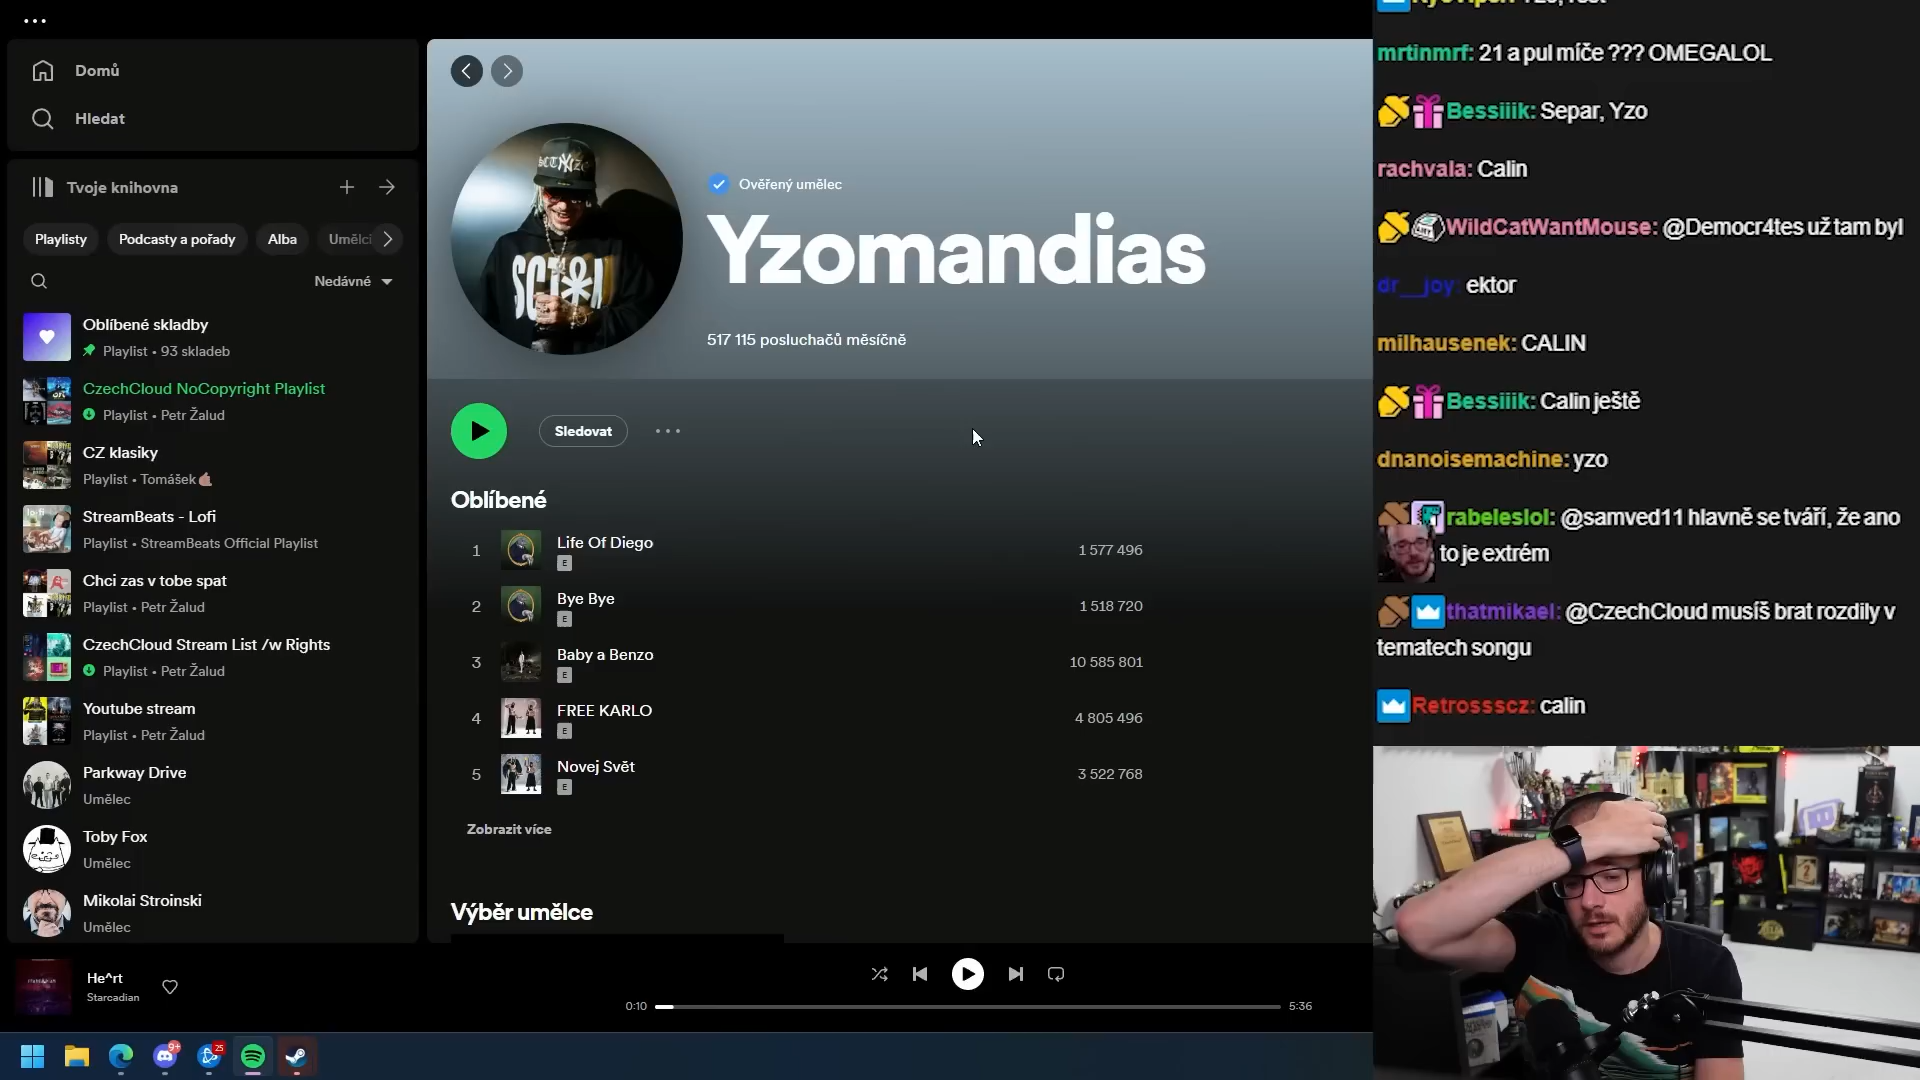 Domů
Hledat
Tvoje knihovna
Playlisty
Podcasty a pořady
Alba
Umělci
Nedávné
Oblíbené skladby
Playlist • 93 skladeb
CzechCloud NoCopyright Playlist
Playlist • Petr Žalud
CZ klasiky
Playlist • Tomášek🤙🏽
StreamBeats - Lofi
Playlist • StreamBeats Official Playlist
Chci zas v tobe spat
Playlist • Petr Žalud
CzechCloud Stream List /w Rights
Playlist • Petr Žalud
Youtube stream
Playlist • Petr Žalud
Parkway Drive
Umělec
Toby Fox
Umělec
Mikolai Stroinski
Umělec
Ověřený umělec
Yzomandias
517 115 posluchačů měsíčně
Sledovat
Oblíbené
1 Life Of Diego 1 577 496
E
2 Bye Bye 1 518 720
E
3 Baby a Benzo 10 585 801
E
4 FREE KARLO 4 805 496
E
5 Novej Svět 3 522 768
E
Zobrazit více
Výběr umělce
He^rt
Starcadian
0:10
5:36
9+
25
mrtinmrf: 21 a pul míče ??? OMEGALOL
Bessiiik: Separ, Yzo
rachvala: Calin
WildCatWantMouse: @Democr4tes už tam byl
dr__joy: ektor
milhausenek: CALIN
Bessiiik: Calin ještě
dnanoisemachine: yzo
rabeleslol: @samved11 hlavně se tváří, že ano
to je extrém
thatmikael: @CzechCloud musíš brat rozdily v
tematech songu
Retrossscz: calin